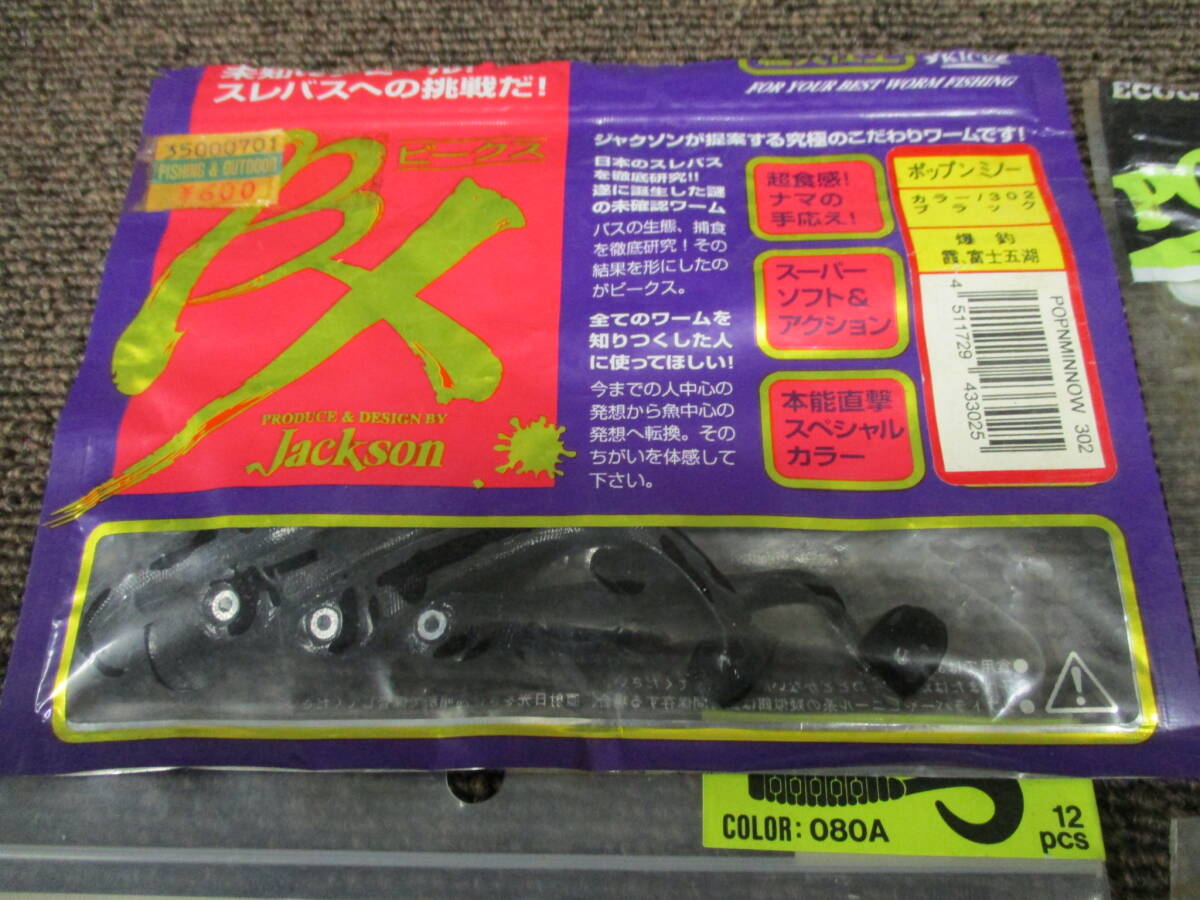 スレバスへの挑戦だ!
35000701
FISHING & OUTDOOR
¥600
ビークス
BX
PRODUCE & DESIGN BY
Jackson
FOR YOUR BEST WORM FISHING
ジャクソンが提案する究極のこだわりワームです!
日本のスレバス
を徹底研究!!
遂に誕生した謎
の未確認ワーム
バスの生態、捕食
を徹底研究!その
結果を形にしたの
がビークス。
全てのワームを
知りつくした人
に使ってほしい!
今までの人中心の
発想から魚中心の
発想へ転換。その
ちがいを体感して
下さい。
超食感!
ナマの
手応え!
スーパー
ソフト&
アクション
本能直撃
スペシャル
カラー
ポップンミノー
カラー/302
ブラック
爆釣
霞、富士五湖
4 511729 433025
POPNMINNOW 302
COLOR: 080A
12
pcs